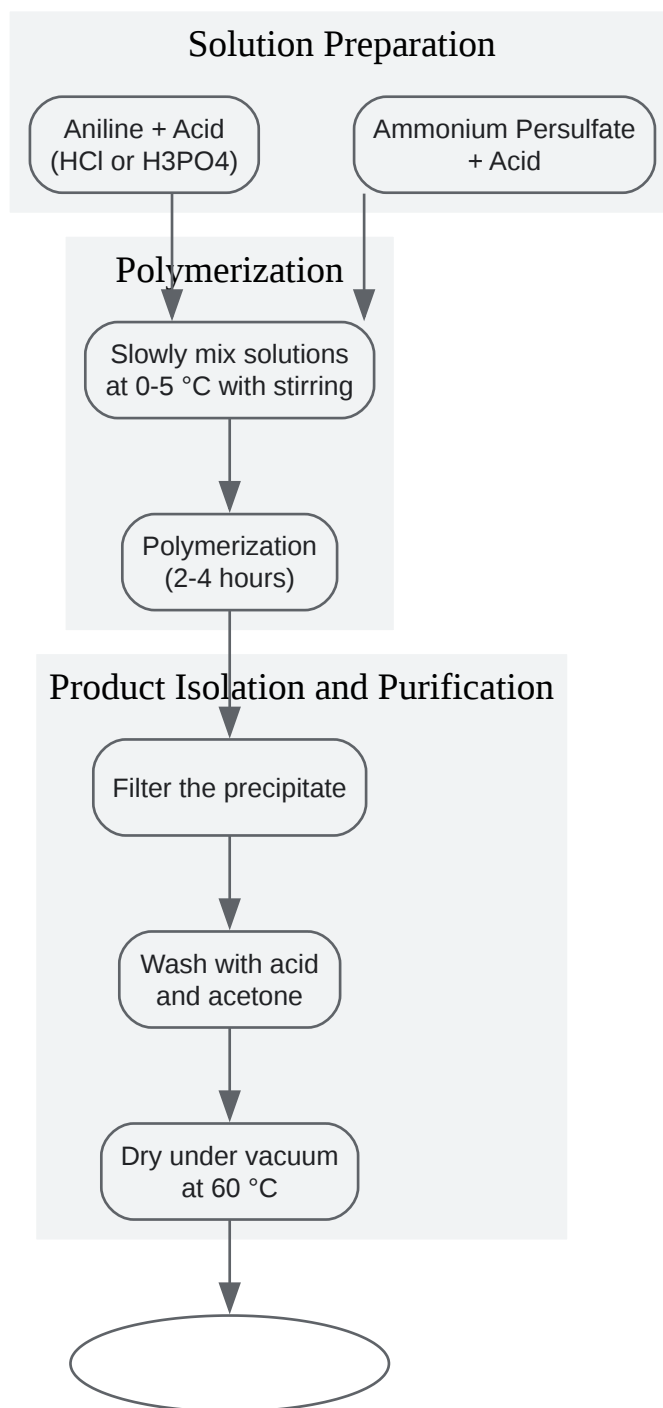 Solution Preparation
Aniline + Acid
(HCl or H3PO4)
Ammonium Persulfate
+ Acid
Polymerization
Slowly mix solutions
at 0-5 °C with stirring
Polymerization
(2-4 hours)
Product Isolation and Purification
Filter the precipitate
Wash with acid
and acetone
Dry under vacuum
at 60 °C